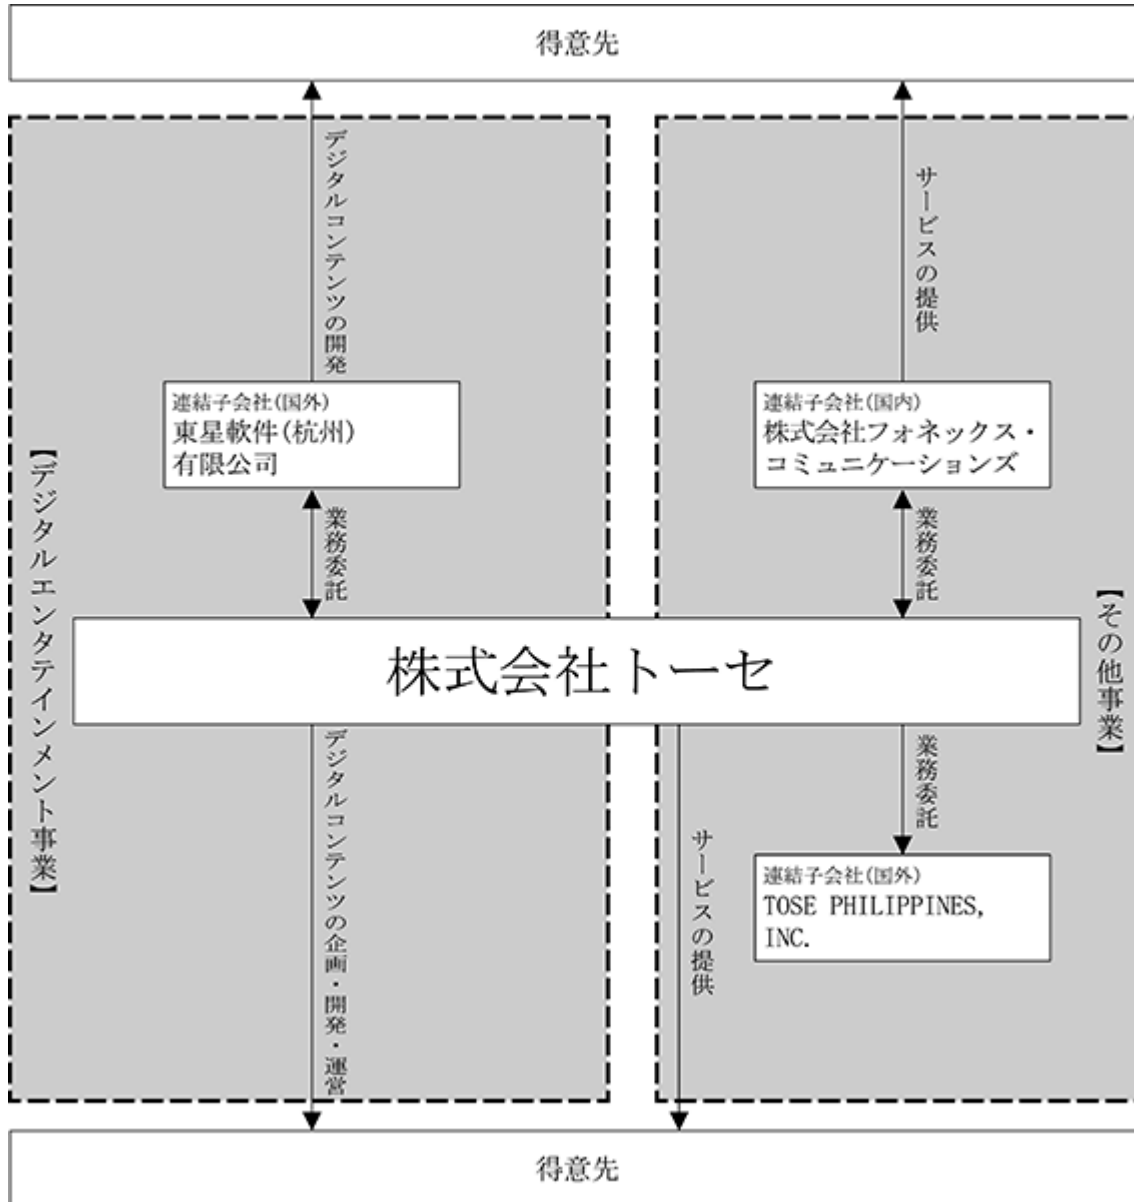 得意先
デジタルコンテンツの開発
サービスの提供
連結子会社(国外)
東星軟件(杭州)
有限公司
連結子会社(国内)
株式会社フォネックス・
コミュニケーションズ
【デジタルエンタテインメント事業】
業務委託
業務委託
【その他事業】
株式会社トーセ
デジタルコンテンツの企画・開発・運営
サービスの提供
業務委託
連結子会社(国外)
TOSE PHILIPPINES,
INC.
得意先